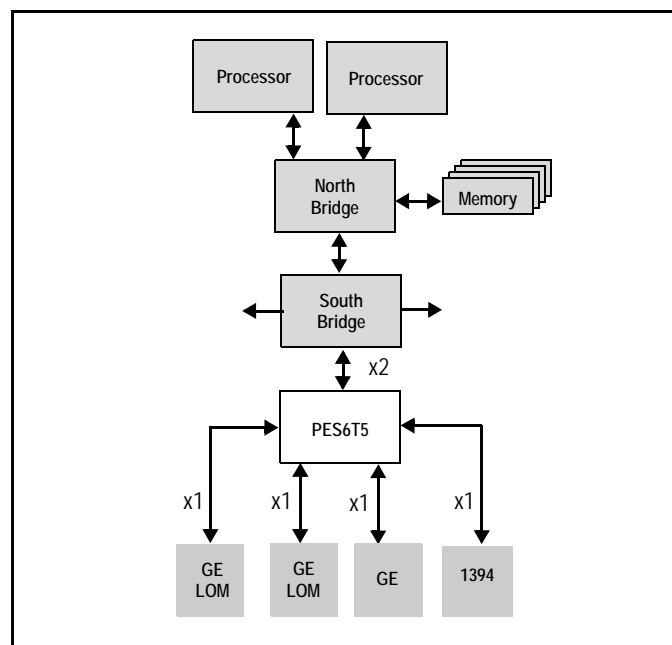 Processor
Processor
North
Bridge
Memory
South
Bridge
x2
PES6T5
x1
x1
x1
x1
GE
LOM
GE
LOM
GE
1394